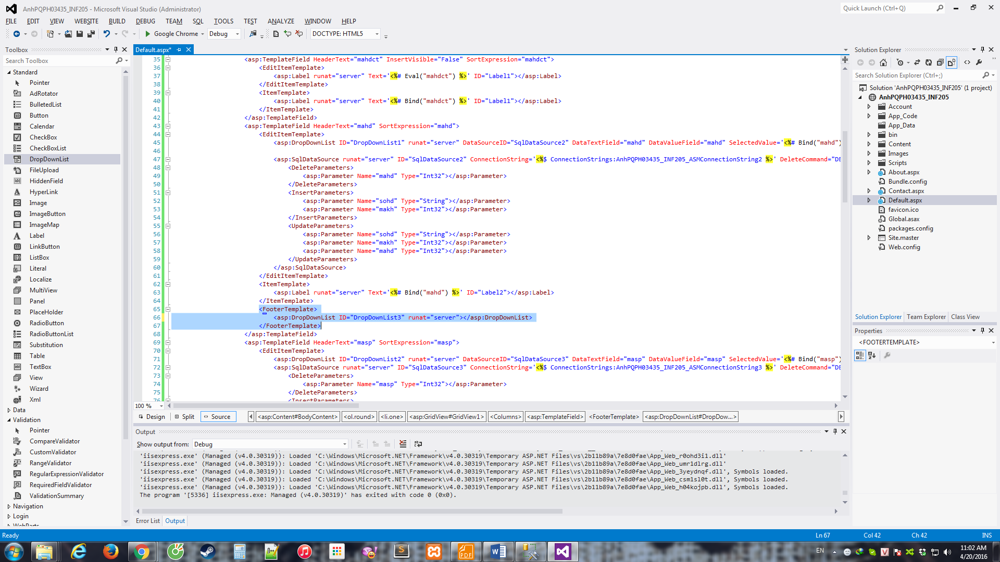 AnhPQPH03435_INF205 - Microsoft Visual Studio (Administrator)
Quick Launch (Ctrl+Q)
FILE EDIT VIEW WEBSITE BUILD DEBUG TEAM SQL TOOLS TEST ANALYZE WINDOW HELP
Google Chrome Debug DOCTYPE: HTML5
Toolbox
Search Toolbox
Standard
Pointer
AdRotator
BulletedList
Button
Calendar
CheckBox
CheckBoxList
DropDownList
FileUpload
HiddenField
HyperLink
Image
ImageButton
ImageMap
Label
LinkButton
ListBox
Literal
Localize
MultiView
Panel
PlaceHolder
RadioButton
RadioButtonList
Substitution
Table
TextBox
View
Wizard
Xml
Data
Validation
Pointer
CompareValidator
CustomValidator
RangeValidator
RegularExpressionValidator
RequiredFieldValidator
ValidationSummary
Navigation
Login
WebParts
Default.aspx*
35 <asp:TemplateField HeaderText="mahdct" InsertVisible="False" SortExpression="mahdct">
36 <EditItemTemplate>
37 <asp:Label runat="server" Text='<%# Eval("mahdct") %>' ID="Label1"></asp:Label>
38 </EditItemTemplate>
39 <ItemTemplate>
40 <asp:Label runat="server" Text='<%# Bind("mahdct") %>' ID="Label1"></asp:Label>
41 </ItemTemplate>
42 </asp:TemplateField>
43 <asp:TemplateField HeaderText="mahd" SortExpression="mahd">
44 <EditItemTemplate>
45 <asp:DropDownList ID="DropDownList1" runat="server" DataSourceID="SqlDataSource2" DataTextField="mahd" DataValueField="mahd" SelectedValue='<%# Bind("mahd")
46
47 <asp:SqlDataSource runat="server" ID="SqlDataSource2" ConnectionString='<%$ ConnectionStrings:AnhPQPH03435_INF205_ASMConnectionString2 %>' DeleteCommand="DE
48 <DeleteParameters>
49 <asp:Parameter Name="mahd" Type="Int32"></asp:Parameter>
50 </DeleteParameters>
51 <InsertParameters>
52 <asp:Parameter Name="sohd" Type="String"></asp:Parameter>
53 <asp:Parameter Name="makh" Type="Int32"></asp:Parameter>
54 </InsertParameters>
55 <UpdateParameters>
56 <asp:Parameter Name="sohd" Type="String"></asp:Parameter>
57 <asp:Parameter Name="makh" Type="Int32"></asp:Parameter>
58 <asp:Parameter Name="mahd" Type="Int32"></asp:Parameter>
59 </UpdateParameters>
60 </asp:SqlDataSource>
61 </EditItemTemplate>
62 <ItemTemplate>
63 <asp:Label runat="server" Text='<%# Bind("mahd") %>' ID="Label2"></asp:Label>
64 </ItemTemplate>
65 <FooterTemplate>
66 <asp:DropDownList ID="DropDownList3" runat="server"></asp:DropDownList>
67 </FooterTemplate>
68 </asp:TemplateField>
69 <asp:TemplateField HeaderText="masp" SortExpression="masp">
70 <EditItemTemplate>
71 <asp:DropDownList ID="DropDownList2" runat="server" DataSourceID="SqlDataSource3" DataTextField="masp" DataValueField="masp" SelectedValue='<%# Bind("masp")
72 <asp:SqlDataSource runat="server" ID="SqlDataSource3" ConnectionString='<%$ ConnectionStrings:AnhPQPH03435_INF205_ASMConnectionString3 %>' DeleteCommand="DE
73 <DeleteParameters>
74 <asp:Parameter Name="masp" Type="Int32"></asp:Parameter>
75 </DeleteParameters>
76 <InsertParameters>
100 %
Design Split Source <asp:Content#BodyContent> <ol.round> <li.one> <asp:GridView#GridView1> <Columns> <asp:TemplateField> <FooterTemplate> <asp:DropDownList#DropDow...>
Output
Show output from: Debug
'iisexpress.exe' (Managed (v4.0.30319)): Loaded 'C:\Windows\Microsoft.NET\Framework\v4.0.30319\Temporary ASP.NET Files\vs\2b11b89a\7e8d0fae\App_Web_r0ohd3i1.dll'
'iisexpress.exe' (Managed (v4.0.30319)): Loaded 'C:\Windows\Microsoft.NET\Framework\v4.0.30319\Temporary ASP.NET Files\vs\2b11b89a\7e8d0fae\App_Web_umr1dlrg.dll'
'iisexpress.exe' (Managed (v4.0.30319)): Loaded 'C:\Windows\Microsoft.NET\Framework\v4.0.30319\Temporary ASP.NET Files\vs\2b11b89a\7e8d0fae\App_Web_3yeydnqf.dll', Symbols loaded.
'iisexpress.exe' (Managed (v4.0.30319)): Loaded 'C:\Windows\Microsoft.NET\Framework\v4.0.30319\Temporary ASP.NET Files\vs\2b11b89a\7e8d0fae\App_Web_csm1sl0t.dll', Symbols loaded.
'iisexpress.exe' (Managed (v4.0.30319)): Loaded 'C:\Windows\Microsoft.NET\Framework\v4.0.30319\Temporary ASP.NET Files\vs\2b11b89a\7e8d0fae\App_Web_h04kojpb.dll', Symbols loaded.
The program '[5336] iisexpress.exe: Managed (v4.0.30319)' has exited with code 0 (0x0).
Error List Output
Solution Explorer
Search Solution Explorer (Ctrl+;)
Solution 'AnhPQPH03435_INF205' (1 project)
AnhPQPH03435_INF205
Account
App_Code
App_Data
bin
Content
Images
Scripts
About.aspx
Bundle.config
Contact.aspx
Default.aspx
favicon.ico
Global.asax
packages.config
Site.master
Web.config
Solution Explorer Team Explorer Class View
Properties
<FOOTERTEMPLATE>
Ready Ln 67 Col 42 Ch 42 INS
EN
11:02 AM
4/20/2016